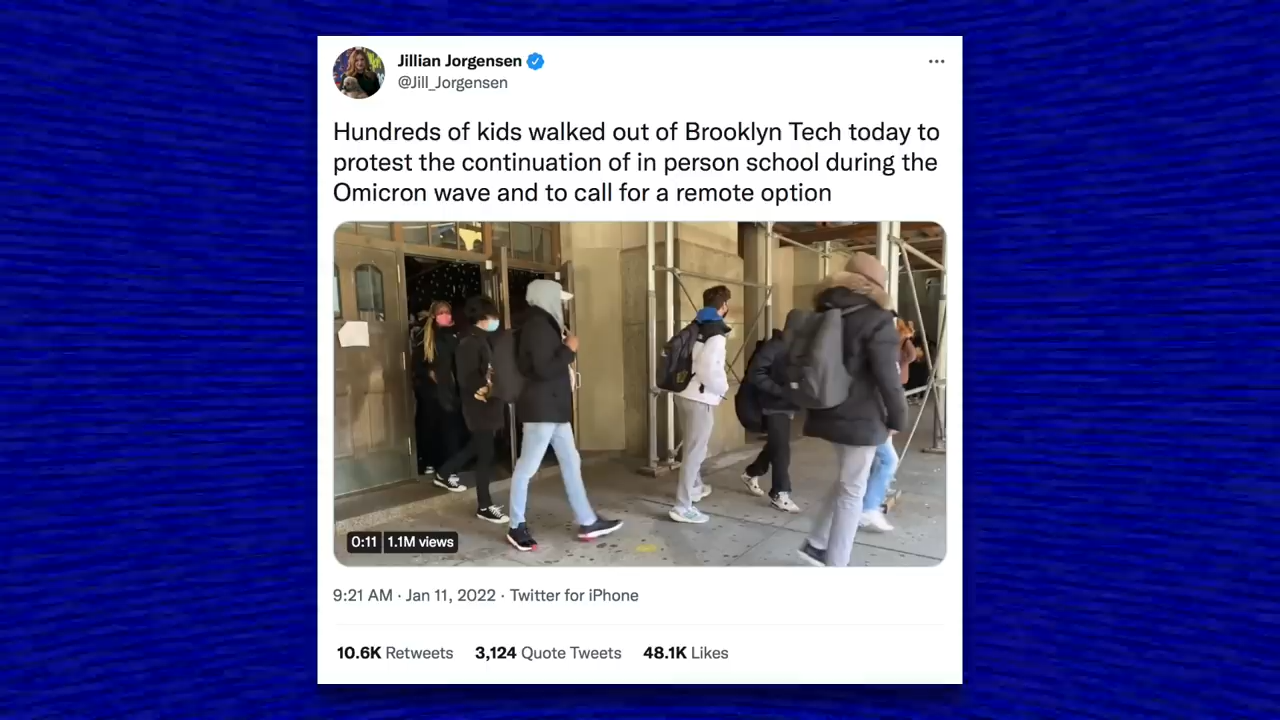 Jillian Jorgensen
@Jill_Jorgensen
Hundreds of kids walked out of Brooklyn Tech today to
protest the continuation of in person school during the
Omicron wave and to call for a remote option
0:11 1.1M views
9:21 AM · Jan 11, 2022 · Twitter for iPhone
10.6K Retweets 3,124 Quote Tweets 48.1K Likes